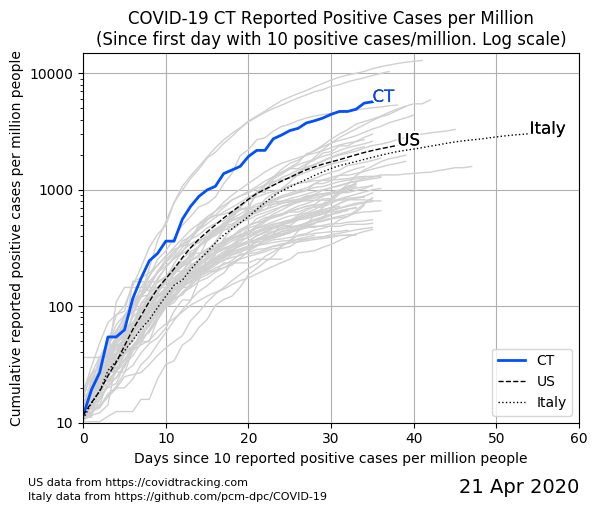 COVID-19 CT Reported Positive Cases per Million
(Since first day with 10 positive cases/million. Log scale)
Cumulative reported positive cases per million people
10000
1000
100
10
CT
US
Italy
CT
US
Italy
0
10
20
30
40
50
60
Days since 10 reported positive cases per million people
US data from https://covidtracking.com
Italy data from https://github.com/pcm-dpc/COVID-19
21 Apr 2020